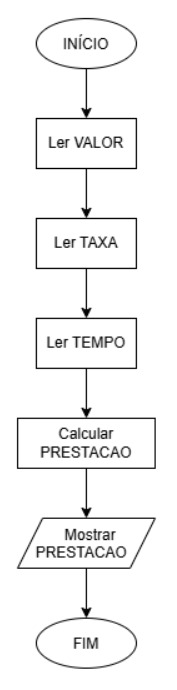 INÍCIO
Ler VALOR
Ler TAXA
Ler TEMPO
Calcular
PRESTACAO
Mostrar
PRESTACAO
FIM